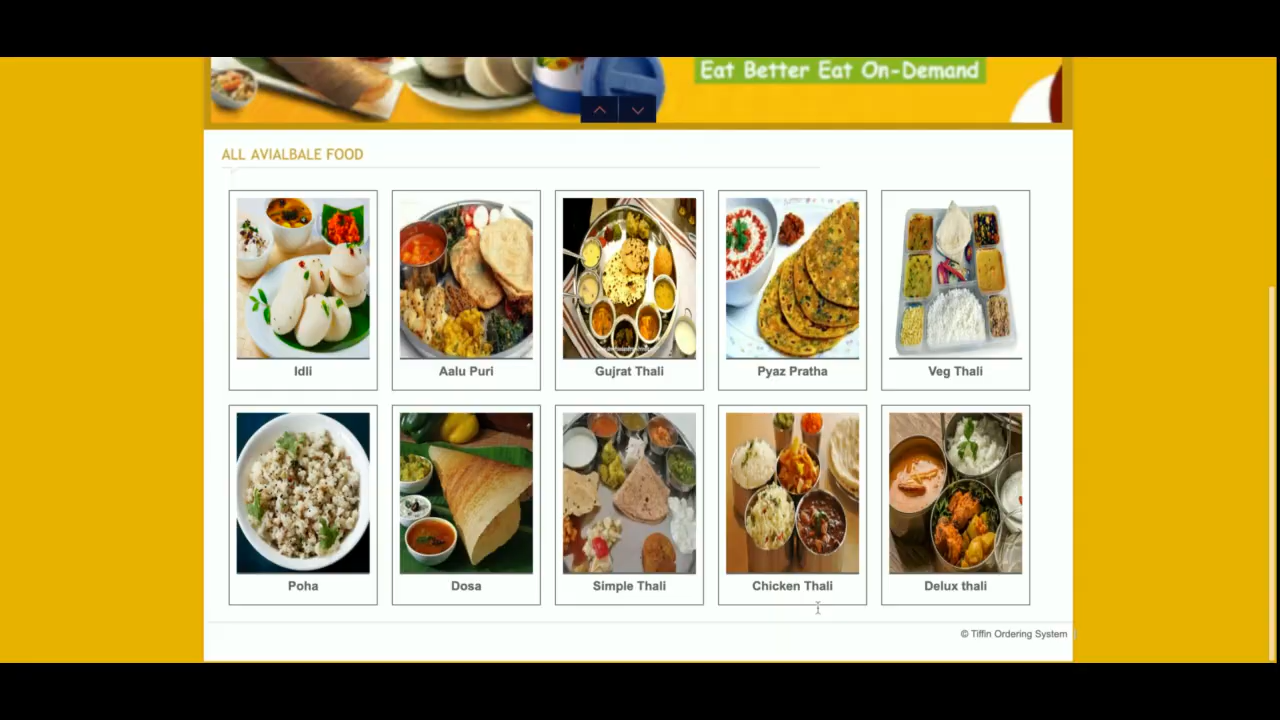 Eat Better Eat On-Demand
ALL AVIALBALE FOOD
Idli
Aalu Puri
Gujrat Thali
Pyaz Pratha
Veg Thali
Poha
Dosa
Simple Thali
Chicken Thali
Delux thali
© Tiffin Ordering System